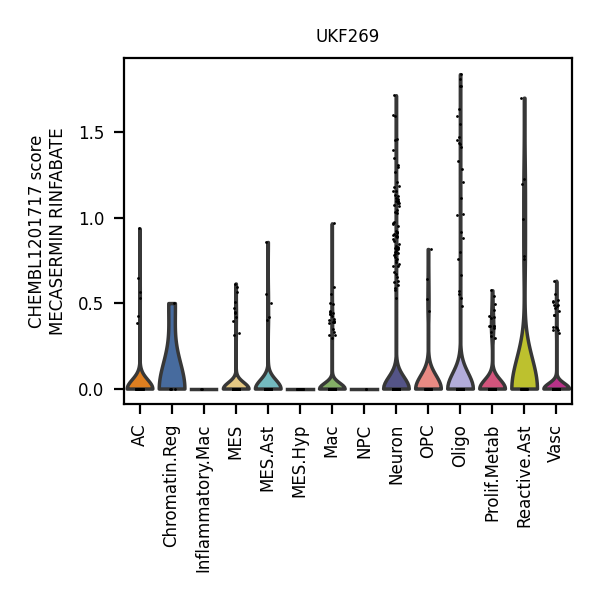 UKF269
CHEMBL1201717 score
MECASERMIN RINFABATE
1.5
1.0
0.5
0.0
AC
Chromatin.Reg
Inflammatory.Mac
MES
MES.Ast
MES.Hyp
Mac
NPC
Neuron
OPC
Oligo
Prolif.Metab
Reactive.Ast
Vasc